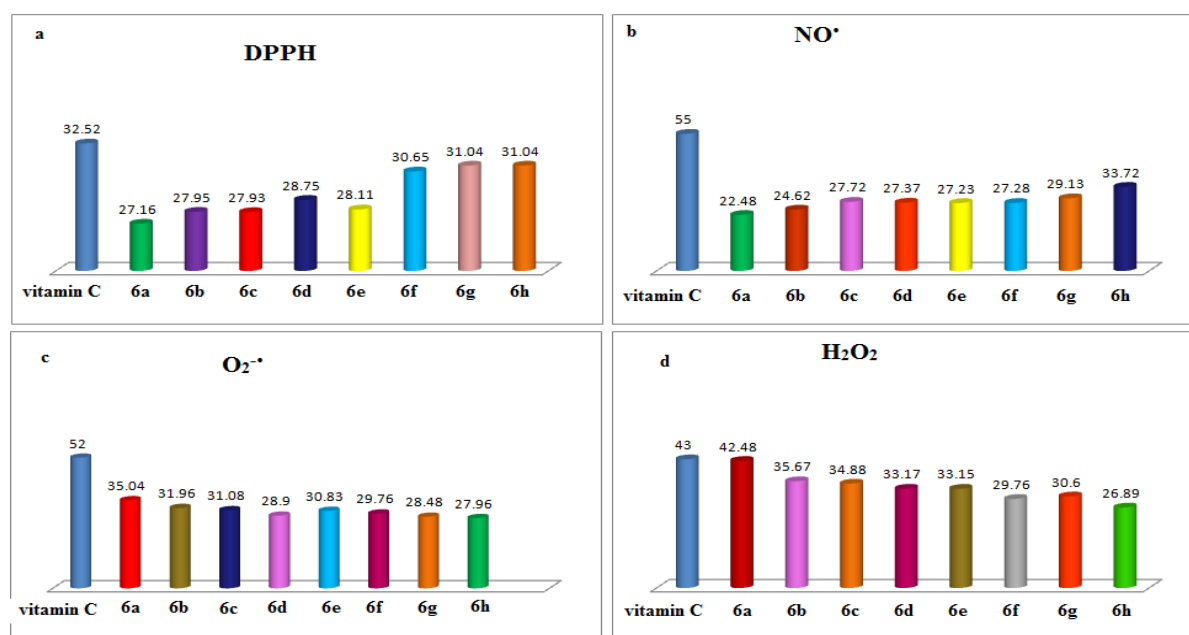 a
DPPH
32.52 27.16 27.95 27.93 28.75 28.11 30.65 31.04 31.04
vitamin C 6a 6b 6c 6d 6e 6f 6g 6h
b
NO•
55 22.48 24.62 27.72 27.37 27.23 27.28 29.13 33.72
vitamin C 6a 6b 6c 6d 6e 6f 6g 6h
c
O₂⁻•
52 35.04 31.96 31.08 28.9 30.83 29.76 28.48 27.96
vitamin C 6a 6b 6c 6d 6e 6f 6g 6h
d
H₂O₂
43 42.48 35.67 34.88 33.17 33.15 29.76 30.6 26.89
vitamin C 6a 6b 6c 6d 6e 6f 6g 6h